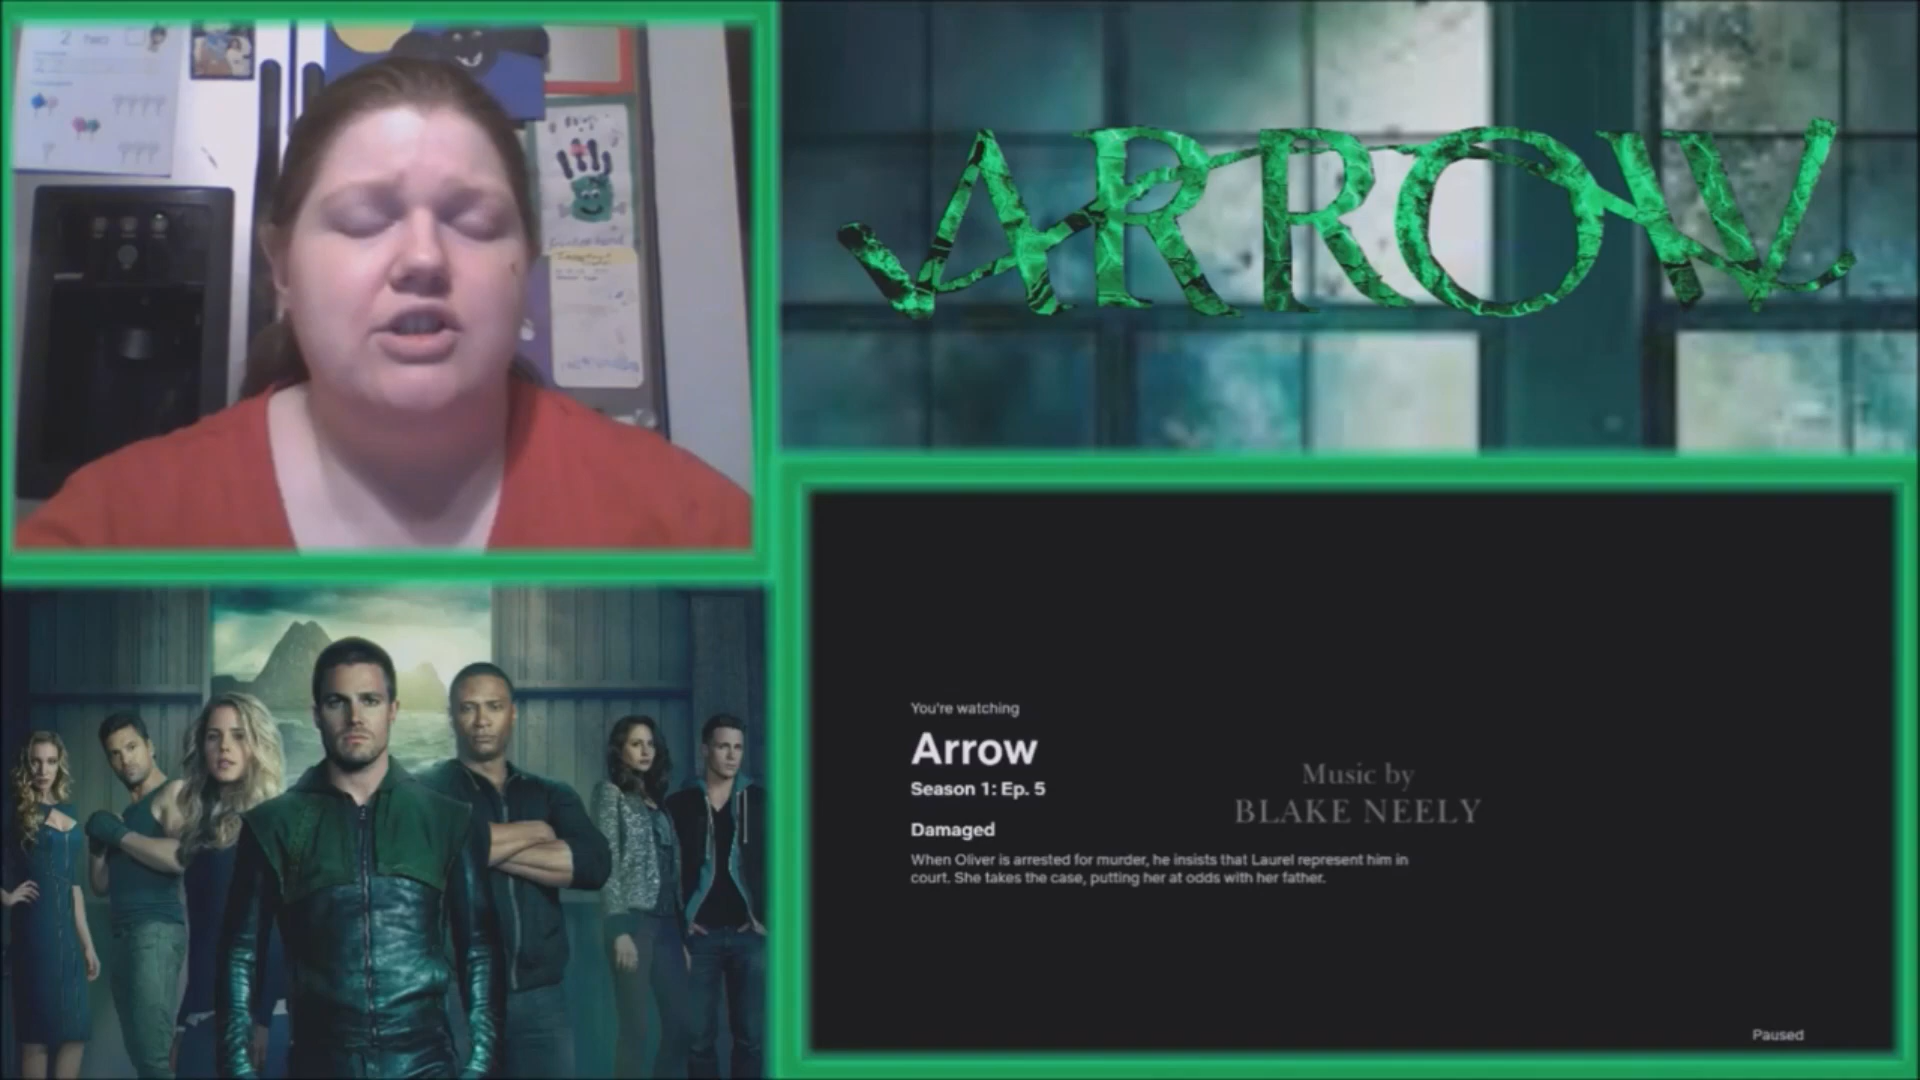 2 two
ARROW
You're watching
Arrow
Season 1: Ep. 5
Music by
BLAKE NEELY
Damaged
When Oliver is arrested for murder, he insists that Laurel represent him in
court. She takes the case, putting her at odds with her father.
Paused